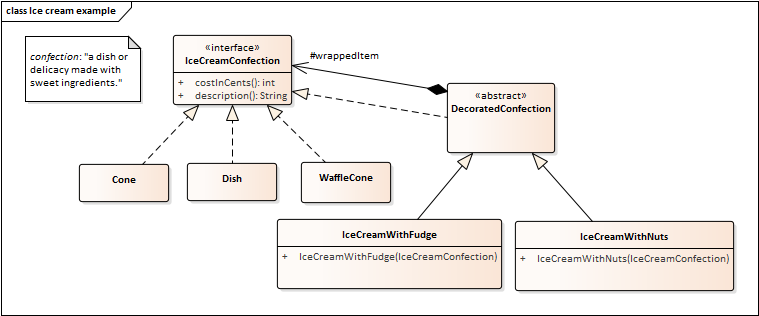 class Ice cream example
confection: "a dish or
delicacy made with
sweet ingredients."
«interface»
IceCreamConfection
+ costInCents(): int
+ description(): String
#wrappedItem
«abstract»
DecoratedConfection
Cone
Dish
WaffleCone
IceCreamWithFudge
+ IceCreamWithFudge(IceCreamConfection)
IceCreamWithNuts
+ IceCreamWithNuts(IceCreamConfection)